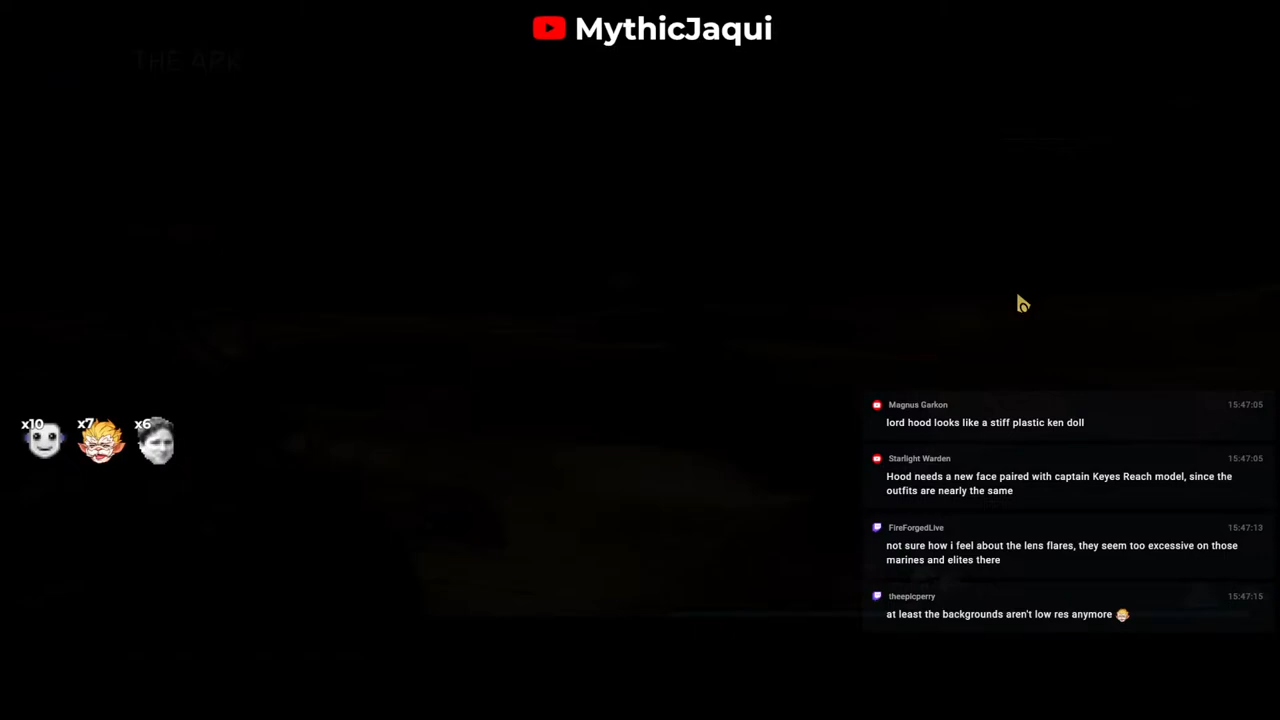 MythicJaqui
THE ARK
x10 x7 x6
Magnus Garkon 15:47:05
lord hood looks like a stiff plastic ken doll
Starlight Warden 15:47:05
Hood needs a new face paired with captain Keyes Reach model, since the
outfits are nearly the same
FireForgedLive 15:47:13
not sure how i feel about the lens flares, they seem too excessive on those
marines and elites there
theepicperry 15:47:15
at least the backgrounds aren't low res anymore